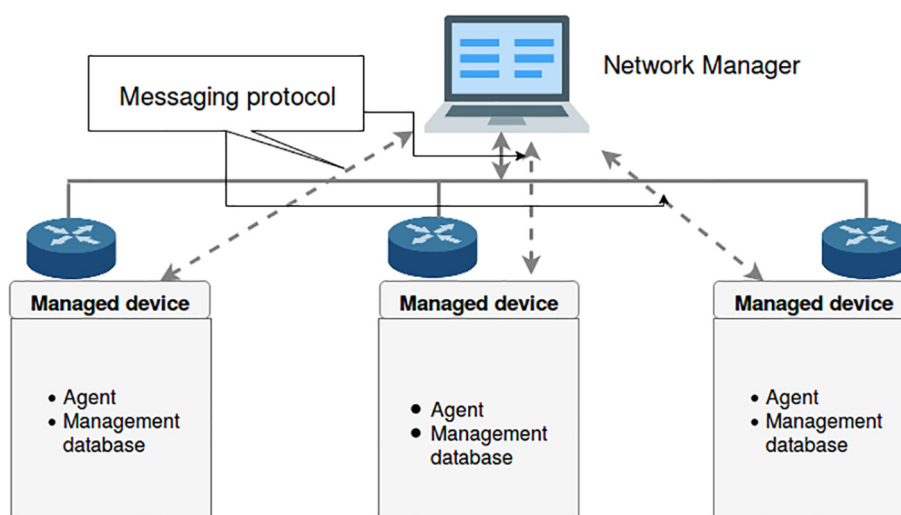 Network Manager
Messaging protocol
Managed device
• Agent
• Management
database
Managed device
• Agent
• Management
database
Managed device
• Agent
• Management
database